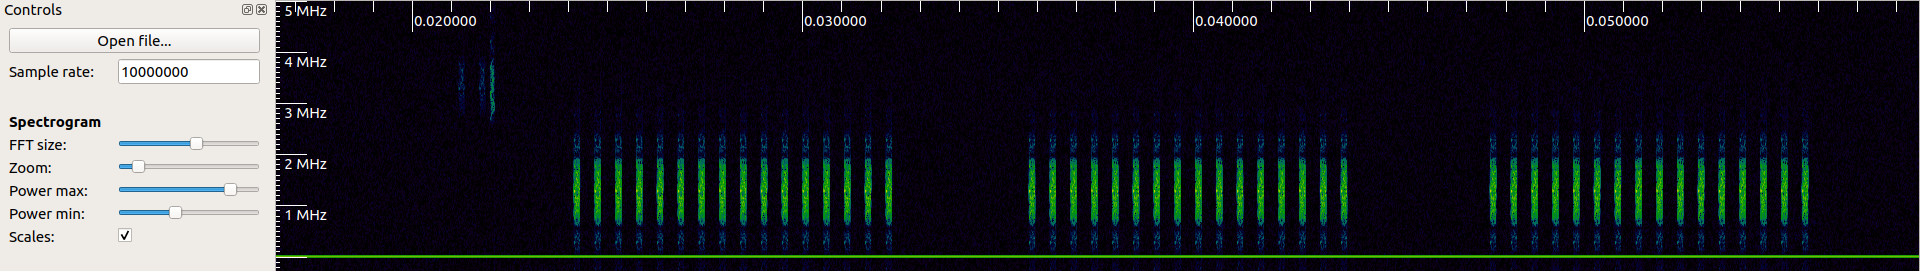 Controls
Open file...
Sample rate: 10000000
Spectrogram
FFT size:
Zoom:
Power max:
Power min:
Scales:
5 MHz
0.020000 0.030000 0.040000 0.050000
4 MHz
3 MHz
2 MHz
1 MHz